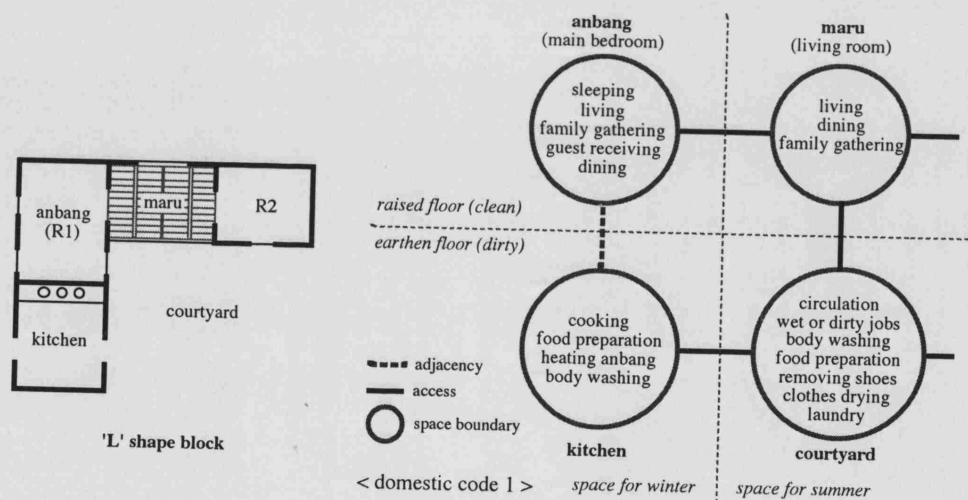 anbang
(R1)
maru
R2
courtyard
kitchen
'L' shape block
anbang
(main bedroom)
maru
(living room)
sleeping
living
family gathering
guest receiving
dining
living
dining
family gathering
raised floor (clean)
earthen floor (dirty)
cooking
food preparation
heating anbang
body washing
circulation
wet or dirty jobs
body washing
food preparation
removing shoes
clothes drying
laundry
adjacency
access
space boundary
kitchen
courtyard
< domestic code 1 >
space for winter
space for summer